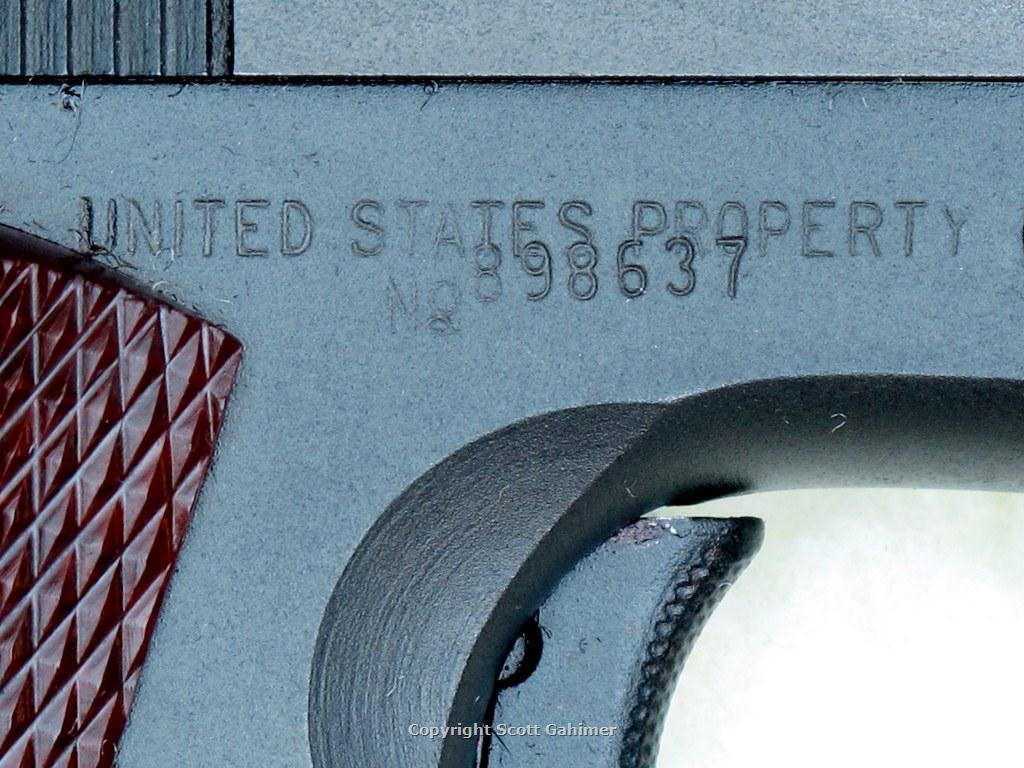 UNITED STATES PROPERTY
No 898637
Copyright Scott Gahimer